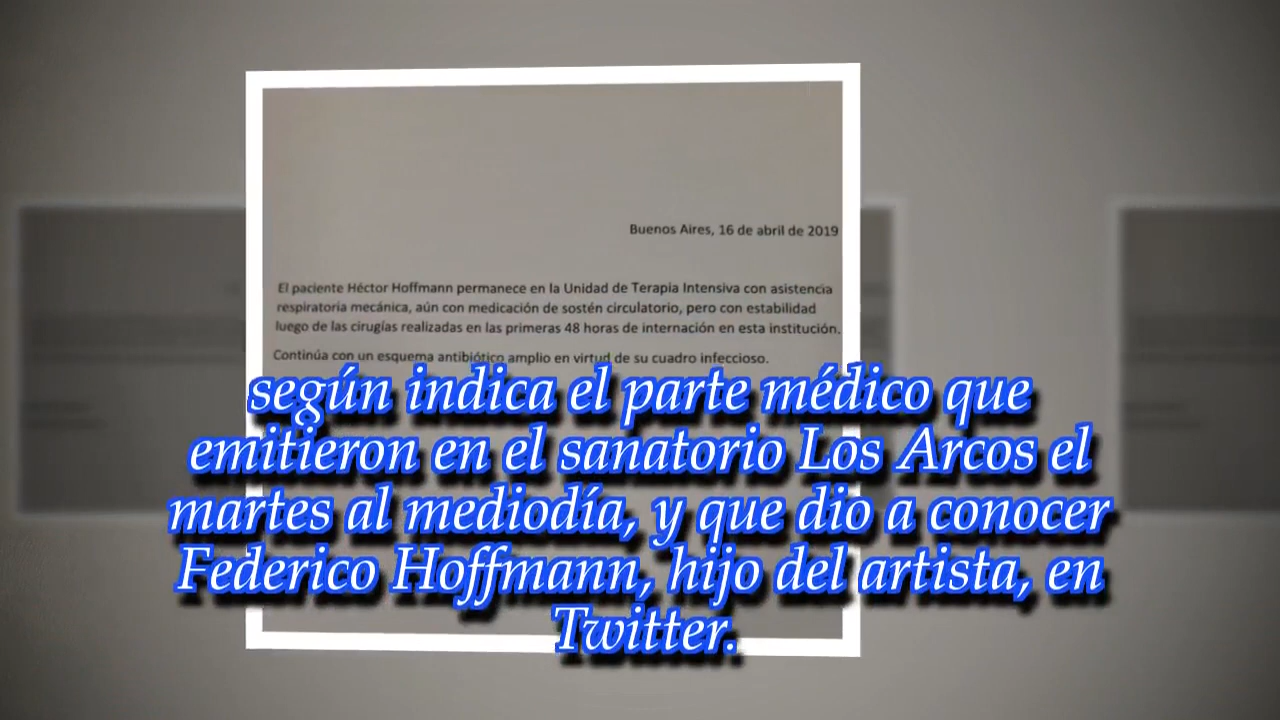 Buenos Aires, 16 de abril de 2019
El paciente Héctor Hoffmann permanece en la Unidad de Terapia Intensiva con asistencia
respiratoria mecánica, aún con medicación de sostén circulatorio, pero con estabilidad
luego de las cirugías realizadas en las primeras 48 horas de internación en esta institución.
Continúa con un esquema antibiótico amplio en virtud de su cuadro infeccioso.
según indica el parte médico que
emitieron en el sanatorio Los Arcos el
martes al mediodía, y que dio a conocer
Federico Hoffmann, hijo del artista, en
Twitter.